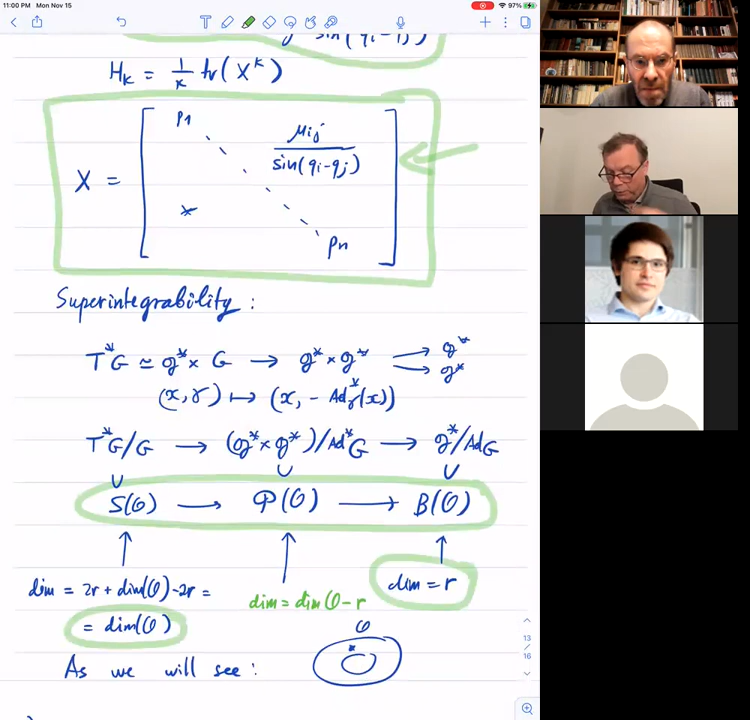 11:00 PM Mon Nov 15
97%
sin(qi-qj)
Hk = 1/k tr(X^k)
X = [ p1 μij / sin(qi-qj)
* pn ]
Superintegrability :
T*G ≃ g* × G → g* × g* → g*
→ g*
(x, γ) ↦ (x, - Ad*γ(x))
T*G/G → (g* × g*)/Ad*G → g*/AdG
∪ ∪ ∪
S(O) → P(O) → B(O)
dim = 2r + dim(O) - 2r =
= dim(O)
dim = dim O - r
dim = r
O
As we will see :
13
/
16